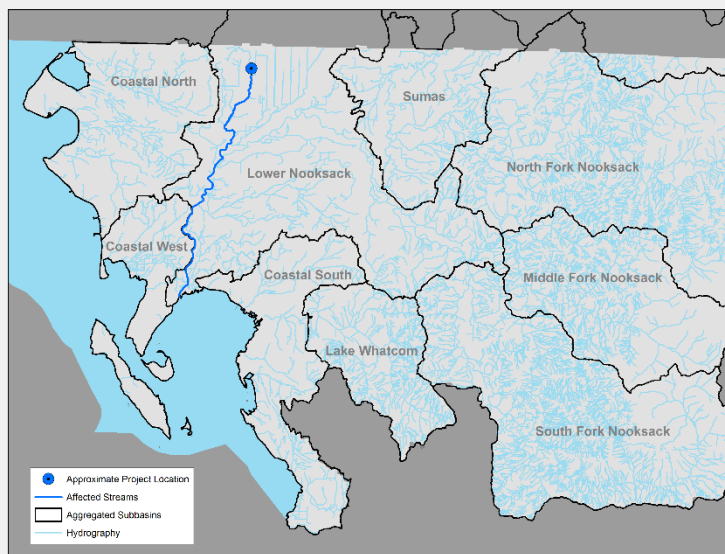 Coastal North
Sumas
North Fork Nooksack
Lower Nooksack
Coastal West
Coastal South
Middle Fork Nooksack
Lake Whatcom
South Fork Nooksack
Approximate Project Location
Affected Streams
Aggregated Subbasins
Hydrography